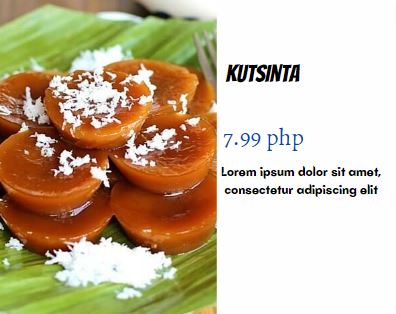 KUTSINTA
7.99 php
Lorem ipsum dolor sit amet,
consectetur adipiscing elit